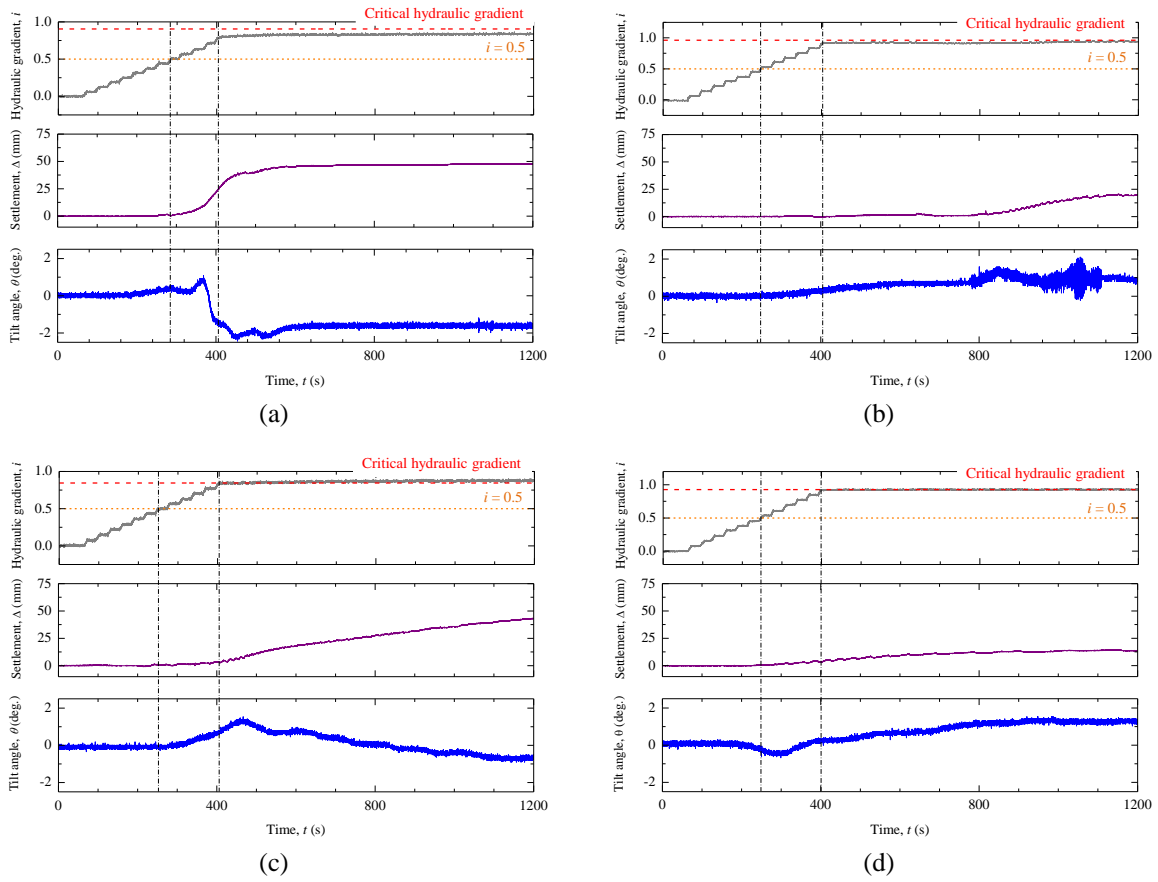 Critical hydraulic gradient
Hydraulic gradient, i
1.0
0.5
0.0
i = 0.5
Settlement, Δ (mm)
75
50
25
0
Tilt angle, θ (deg.)
2
0
-2
0 400 800 1200
Time, t (s)
(a)
Critical hydraulic gradient
Hydraulic gradient, i
1.0
0.5
0.0
i = 0.5
Settlement, Δ (mm)
75
50
25
0
Tilt angle, θ (deg.)
2
0
-2
0 400 800 1200
Time, t (s)
(b)
Critical hydraulic gradient
Hydraulic gradient, i
1.0
0.5
0.0
i = 0.5
Settlement, Δ (mm)
75
50
25
0
Tilt angle, θ (deg.)
2
0
-2
0 400 800 1200
Time, t (s)
(c)
Critical hydraulic gradient
Hydraulic gradient, i
1.0
0.5
0.0
i = 0.5
Settlement, Δ (mm)
75
50
25
0
Tilt angle, θ (deg.)
2
0
-2
0 400 800 1200
Time, t (s)
(d)